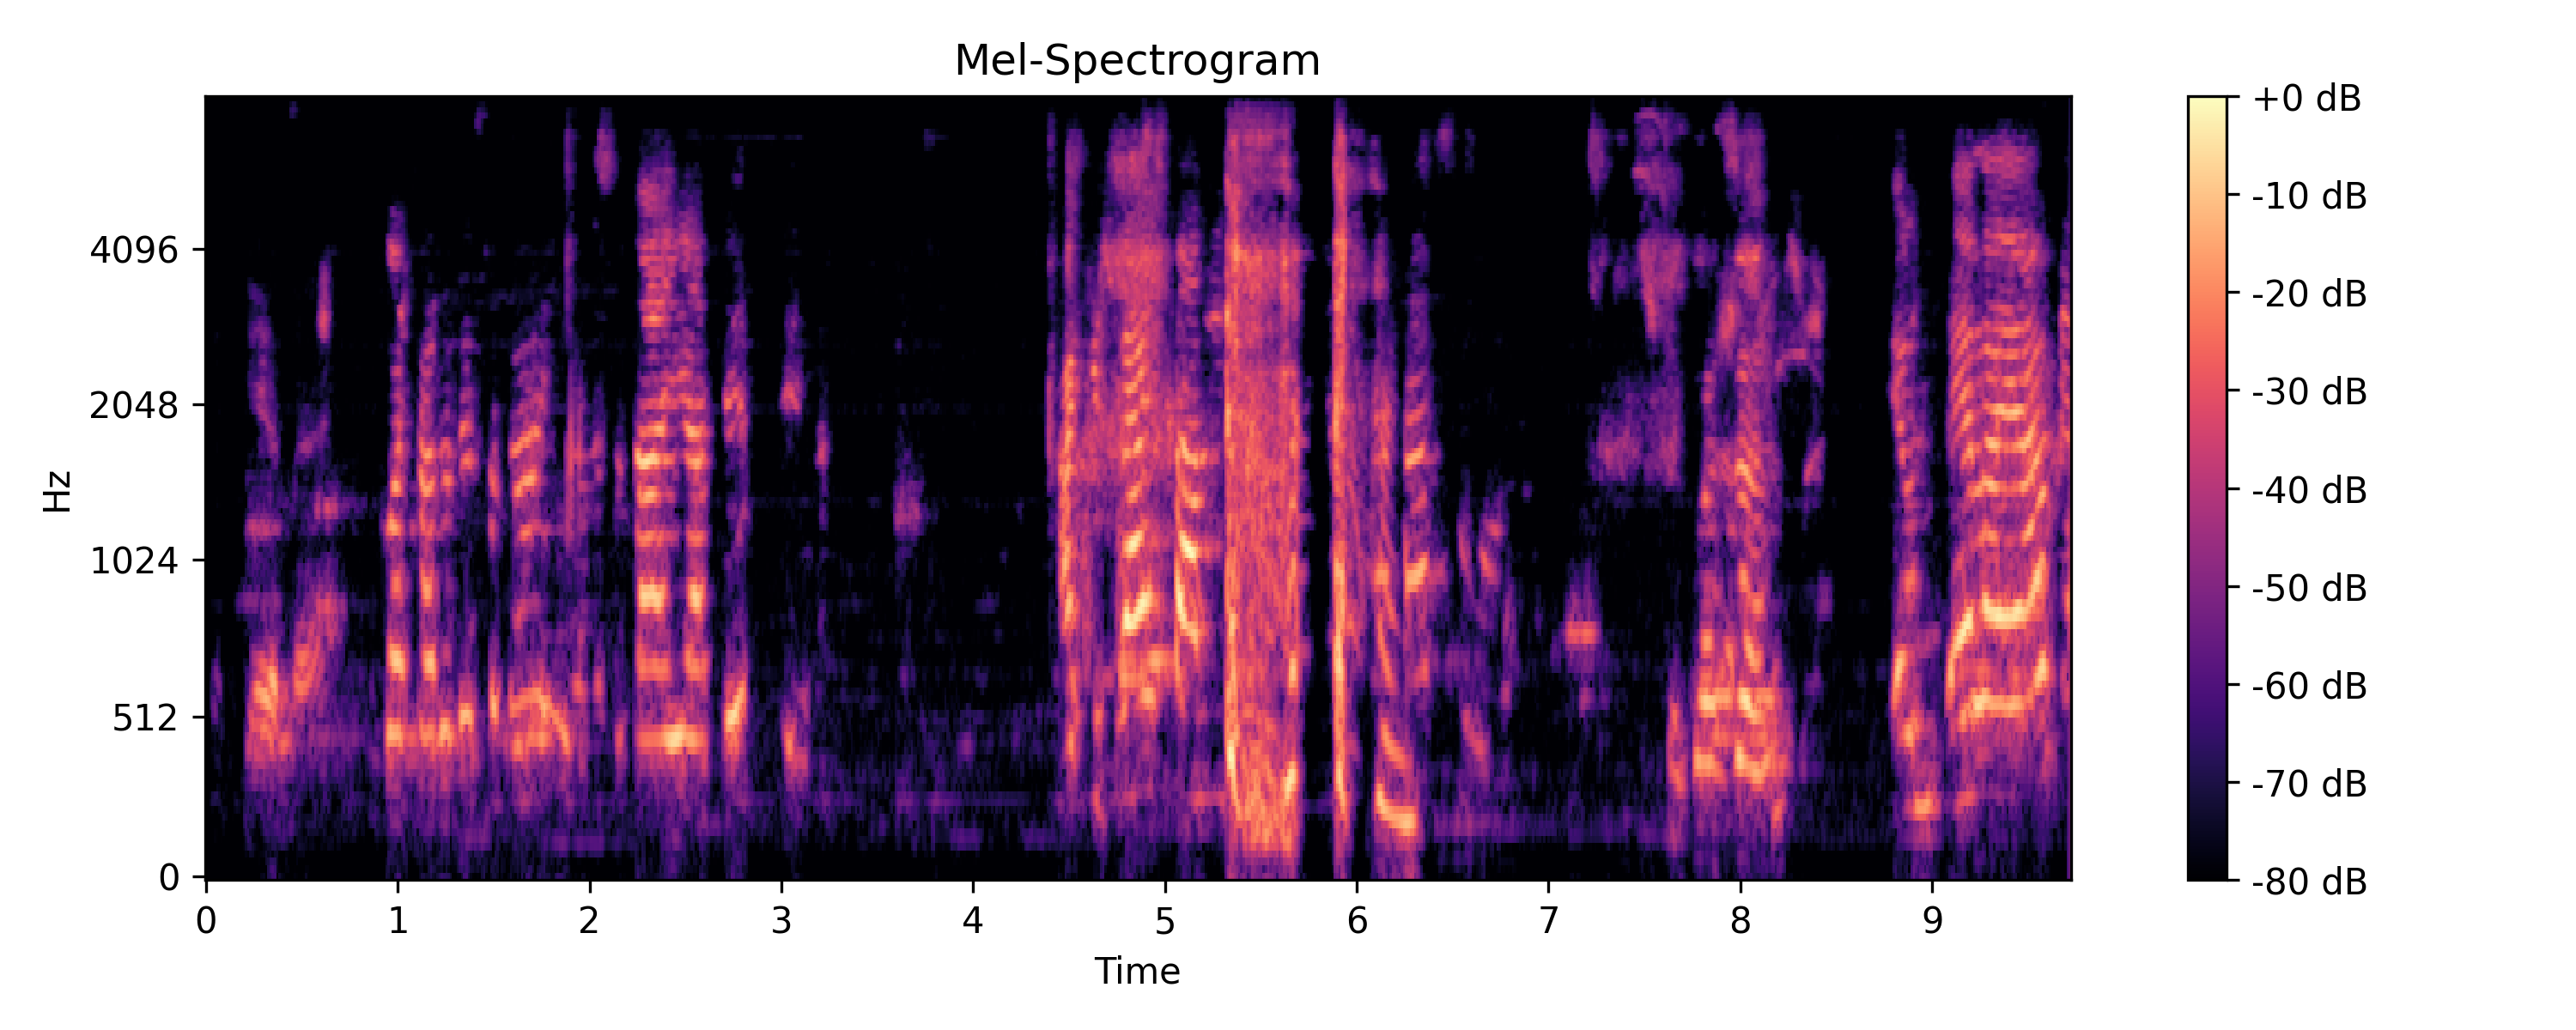 Mel-Spectrogram
+0 dB
-10 dB
-20 dB
-30 dB
-40 dB
-50 dB
-60 dB
-70 dB
-80 dB
4096
2048
1024
512
0
Hz
0 1 2 3 4 5 6 7 8 9
Time